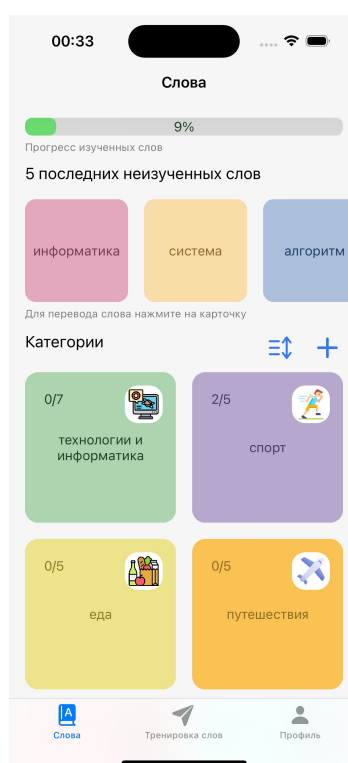 00:33
Слова
9%
Прогресс изученных слов
5 последних неизученных слов
информатика
система
алгоритм
Для перевода слова нажмите на карточку
Категории
0/7
технологии и
информатика
2/5
спорт
0/5
еда
0/5
путешествия
A
Слова
Тренировка слов
Профиль